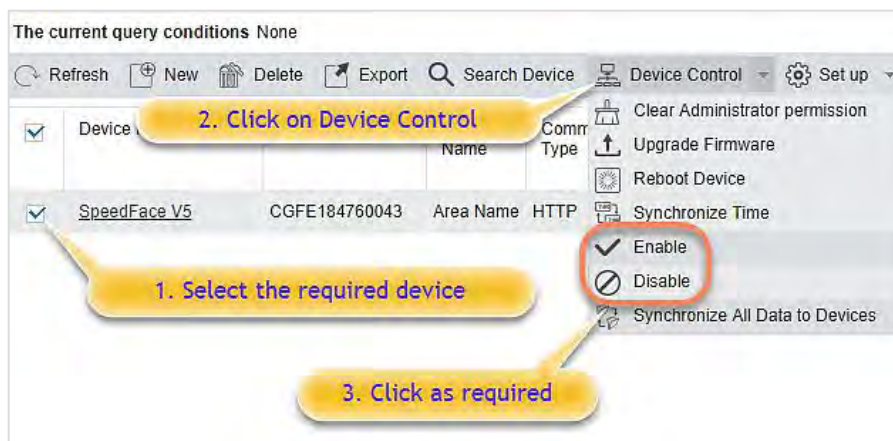 The current query conditions None
Refresh New Delete Export Search Device Device Control Set up
2. Click on Device Control
Clear Administrator permission
Device
Name
Type
Upgrade Firmware
Reboot Device
SpeedFace V5 CGFE184760043 Area Name HTTP
Synchronize Time
Enable
1. Select the required device
Disable
Synchronize All Data to Devices
3. Click as required